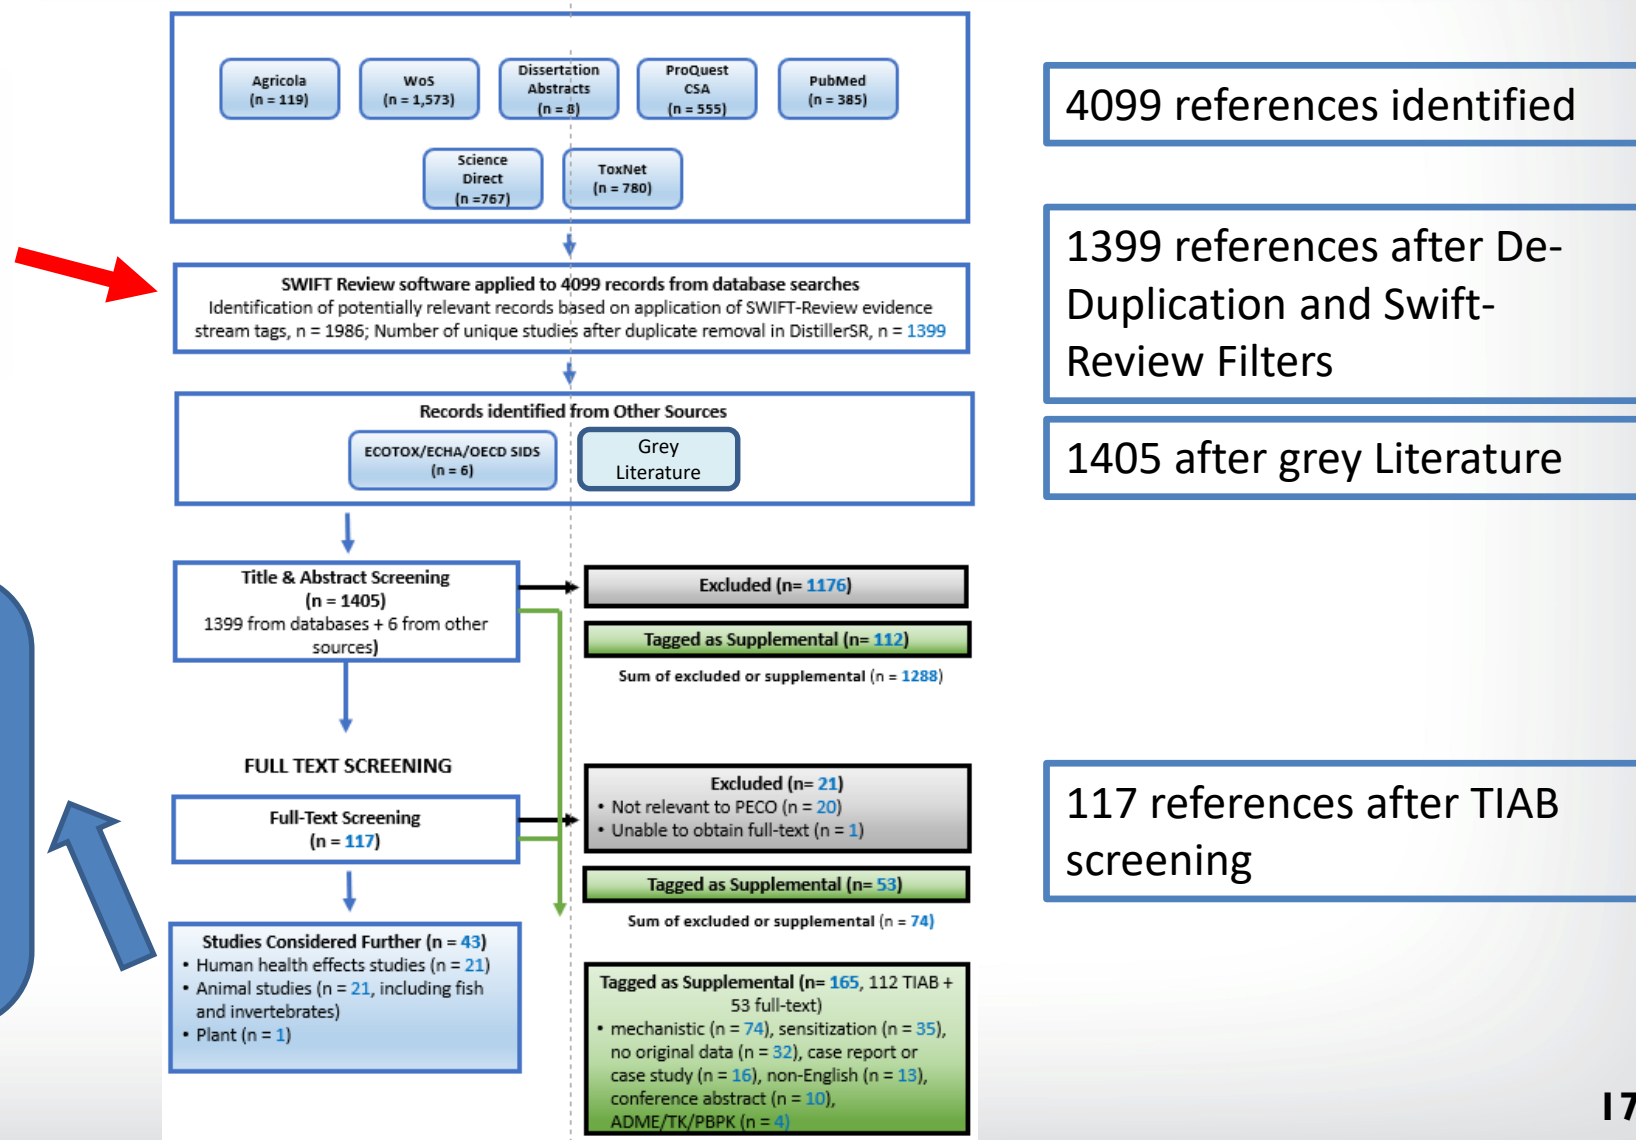 Agricola
(n = 119)
WoS
(n = 1,573)
Dissertation
Abstracts
(n = 8)
ProQuest
CSA
(n = 555)
PubMed
(n = 385)
Science
Direct
(n =767)
ToxNet
(n = 780)
4099 references identified
SWIFT Review software applied to 4099 records from database searches
Identification of potentially relevant records based on application of SWIFT-Review evidence
stream tags, n = 1986; Number of unique studies after duplicate removal in DistillerSR, n = 1399
1399 references after De-
Duplication and Swift-
Review Filters
Records identified from Other Sources
ECOTOX/ECHA/OECD SIDS
(n = 6)
Grey
Literature
1405 after grey Literature
Title & Abstract Screening
(n = 1405)
1399 from databases + 6 from other
sources)
Excluded (n= 1176)
Tagged as Supplemental (n= 112)
Sum of excluded or supplemental (n = 1288)
FULL TEXT SCREENING
Full-Text Screening
(n = 117)
Excluded (n= 21)
• Not relevant to PECO (n = 20)
• Unable to obtain full-text (n = 1)
Tagged as Supplemental (n= 53)
Sum of excluded or supplemental (n = 74)
117 references after TIAB
screening
Studies Considered Further (n = 43)
• Human health effects studies (n = 21)
• Animal studies (n = 21, including fish
and invertebrates)
• Plant (n = 1)
Tagged as Supplemental (n= 165, 112 TIAB +
53 full-text)
• mechanistic (n = 74), sensitization (n = 35),
no original data (n = 32), case report or
case study (n = 16), non-English (n = 13),
conference abstract (n = 10),
ADME/TK/PBPK (n = 4)
17